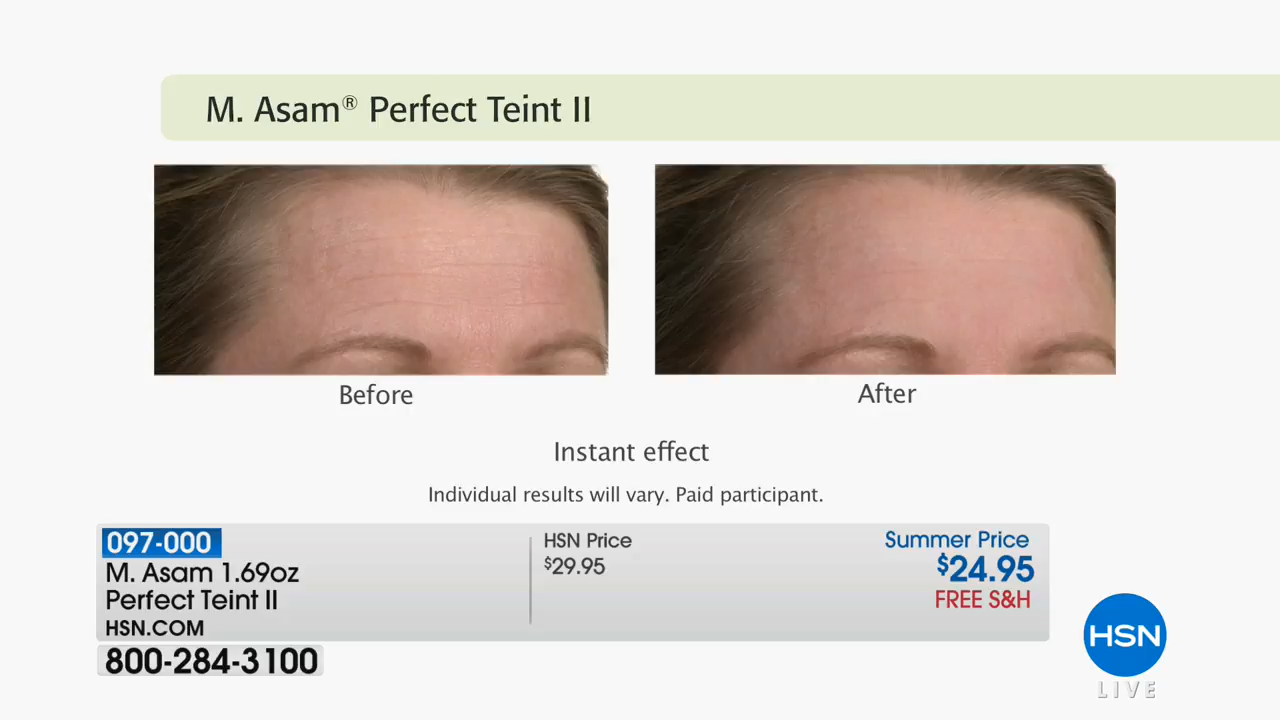 M. Asam® Perfect Teint II
Before
After
Instant effect
Individual results will vary. Paid participant.
097-000
M. Asam 1.69oz
Perfect Teint II
HSN.COM
800-284-3100
HSN Price
$29.95
Summer Price
$24.95
FREE S&H
HSN
LIVE